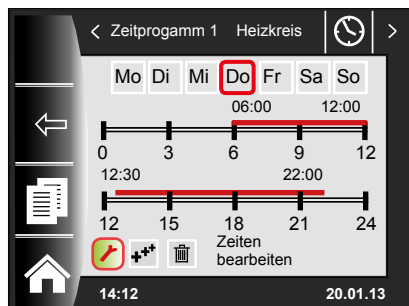 < Zeitprogamm 1 Heizkreis >
Mo Di Mi Do Fr Sa So
06:00 12:00
0 3 6 9 12
12:30 22:00
12 15 18 21 24
Zeiten
bearbeiten
14:12 20.01.13